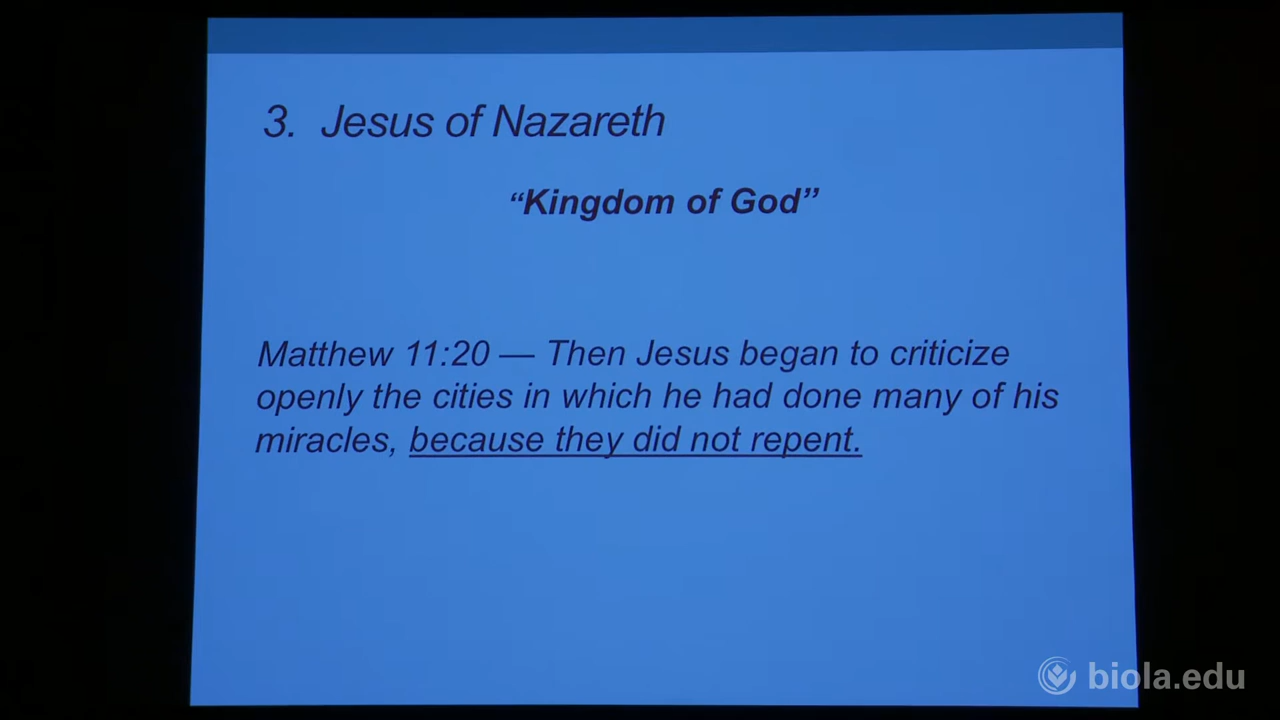 3. Jesus of Nazareth
“Kingdom of God”
Matthew 11:20 — Then Jesus began to criticize
openly the cities in which he had done many of his
miracles, because they did not repent.
biola.edu